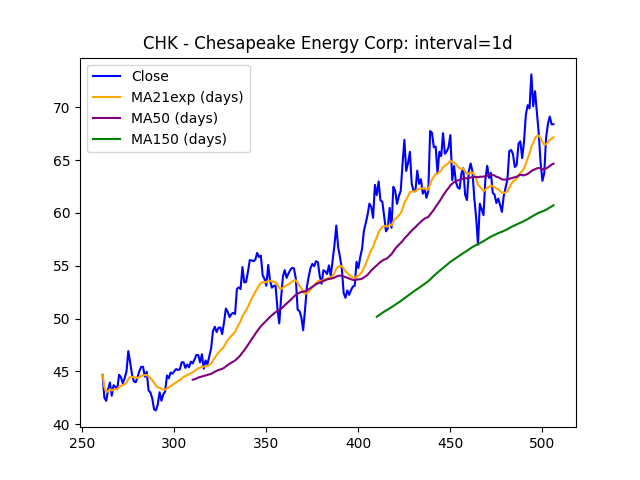 CHK - Chesapeake Energy Corp: interval=1d
Close
MA21exp (days)
MA50 (days)
MA150 (days)
70
65
60
55
50
45
40
250 300 350 400 450 500